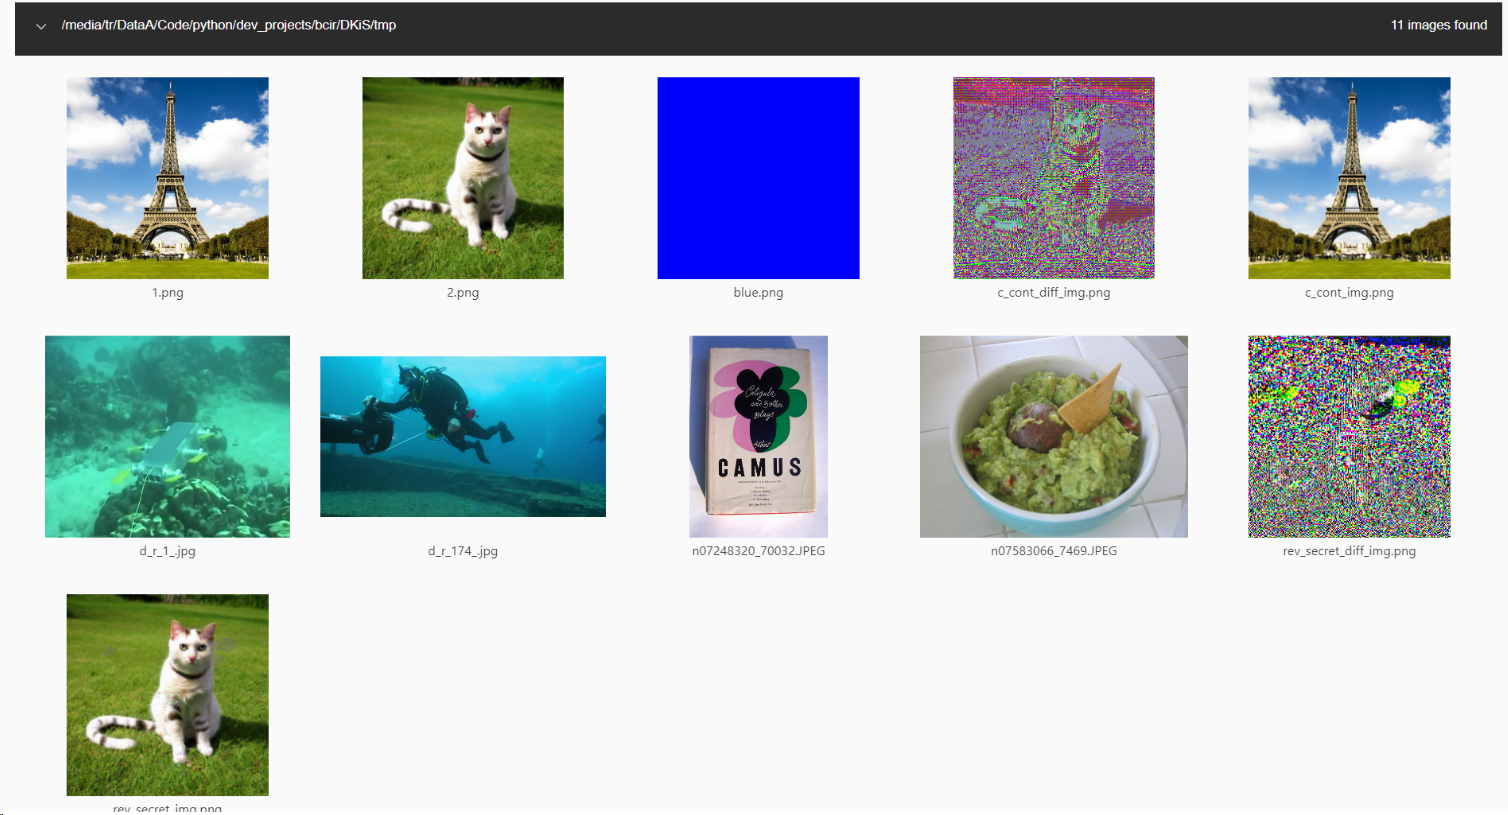 /media/tr/DataA/Code/python/dev_projects/bcir/DKiS/tmp
11 images found
1.png
2.png
blue.png
c_cont_diff_img.png
c_cont_img.png
Caligula
and 3 other
plays
Albert
CAMUS
d_r_1_.jpg
d_r_174_.jpg
n07248320_70032.JPEG
n07583066_7469.JPEG
rev_secret_diff_img.png
rev_secret_img.png